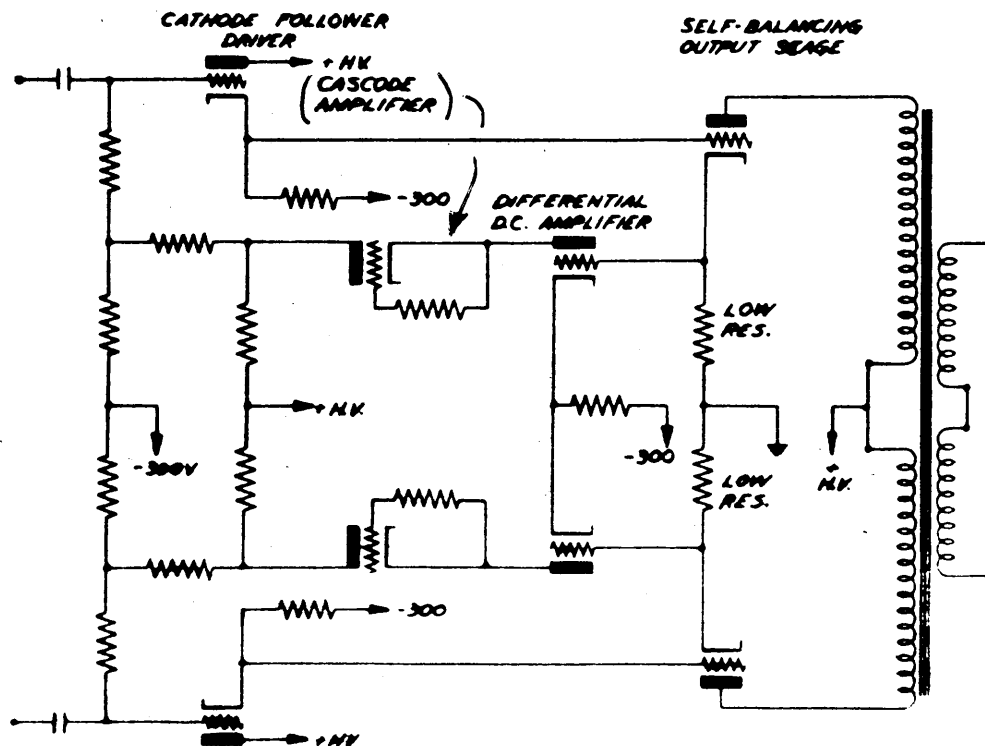 CATHODE FOLLOWER
DRIVER
SELF-BALANCING
OUTPUT STAGE
+ H.V.
(CASCODE
AMPLIFIER)
-300
DIFFERENTIAL
D.C. AMPLIFIER
LOW
RES.
+ H.V.
-300V
-300
LOW
RES.
+
H.V.
-300
+ H.V.